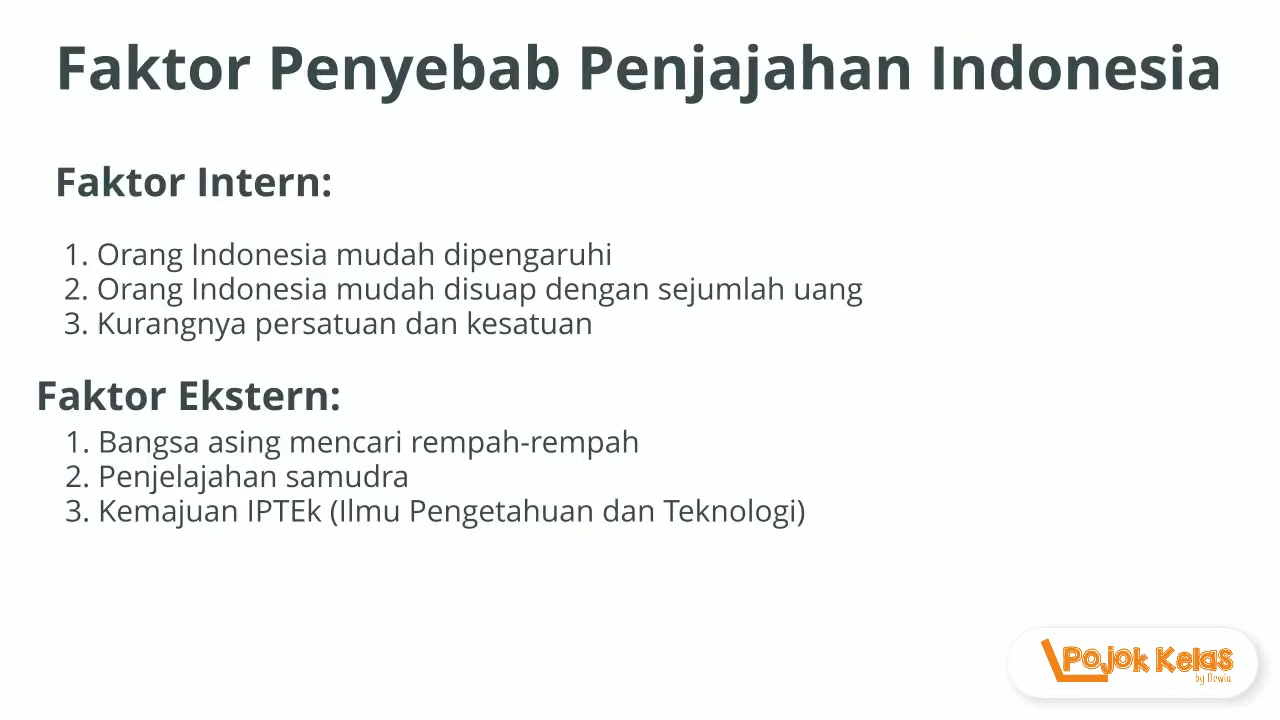 Faktor Penyebab Penjajahan Indonesia
Faktor Intern:
1. Orang Indonesia mudah dipengaruhi
2. Orang Indonesia mudah disuap dengan sejumlah uang
3. Kurangnya persatuan dan kesatuan
Faktor Ekstern:
1. Bangsa asing mencari rempah-rempah
2. Penjelajahan samudra
3. Kemajuan IPTEk (Ilmu Pengetahuan dan Teknologi)
Pojok Kelas
by Dewia